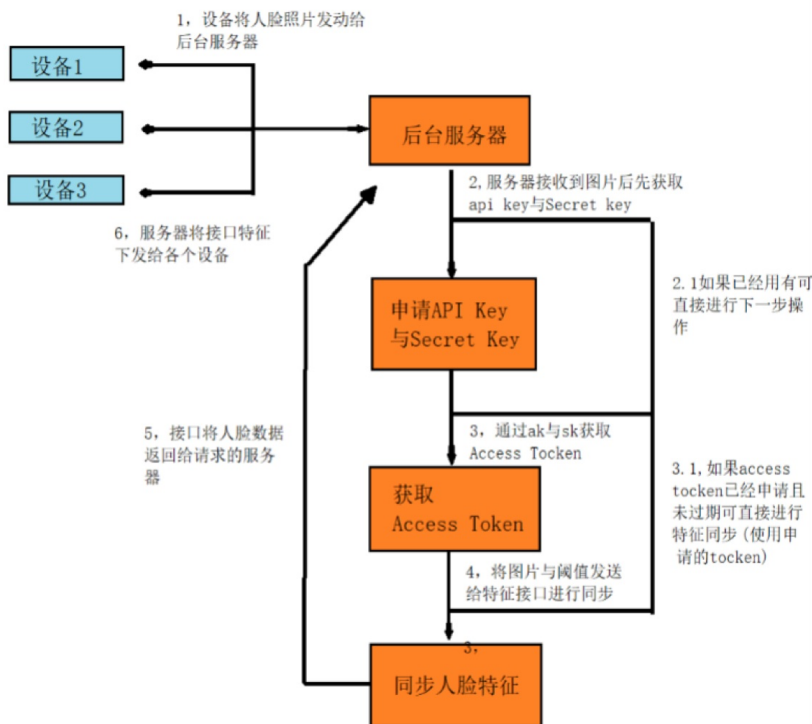 1，设备将人脸照片发动给
后台服务器
设备1
设备2
设备3
后台服务器
2,服务器接收到图片后先获取
api key与Secret key
6，服务器将接口特征
下发给各个设备
申请API Key
与Secret Key
2.1如果已经用有可
直接进行下一步操
作
3，通过ak与sk获取
Access Tocken
5，接口将人脸数据
返回给请求的服务
器
获取
Access Token
3.1,如果access
tocken已经申请且
未过期可直接进行
特征同步(使用申
请的tocken)
4，将图片与阈值发送
给特征接口进行同步
3，
同步人脸特征